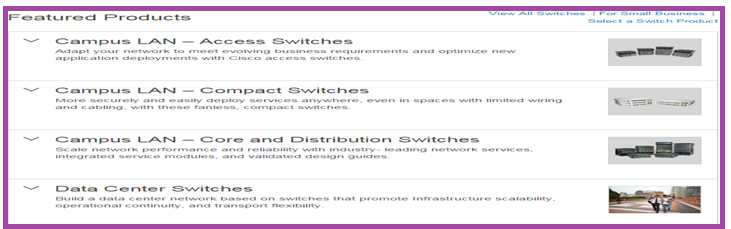 Featured Products
View All Switches | For Small Business |
Select a Switch Product
Campus LAN – Access Switches
Adapt your network to meet evolving business requirements and optimize new
application deployments with Cisco access switches.
Campus LAN – Compact Switches
More securely and easily deploy services anywhere, even in spaces with limited wiring
and cabling, with these fanless, compact switches.
Campus LAN – Core and Distribution Switches
Scale network performance and reliability with industry- leading network services,
integrated service modules, and validated design guides.
Data Center Switches
Build a data center network based on switches that promote infrastructure scalability,
operational continuity, and transport flexibility.